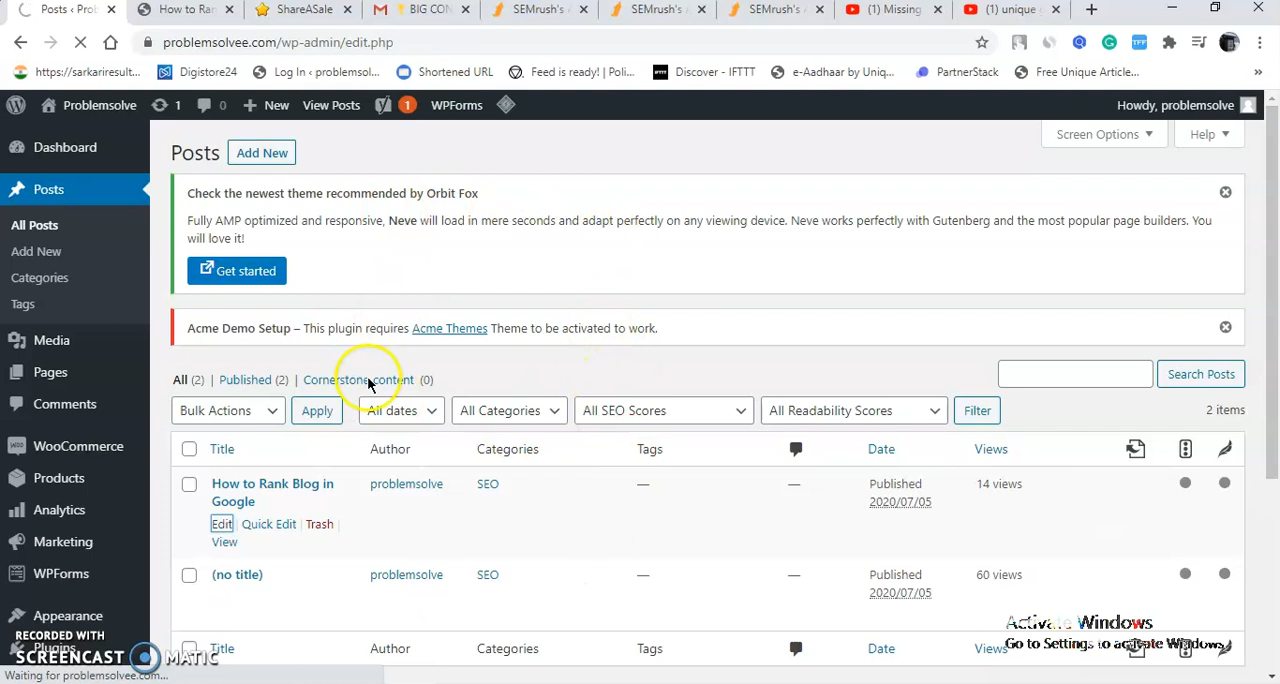 Posts ‹ Prob
How to Ran
ShareASale
BIG CON
SEMrush's A
SEMrush's A
SEMrush's A
(1) Missing
(1) unique g
problemsolvee.com/wp-admin/edit.php
https://sarkariresult...
Digistore24
Log In ‹ problemsol...
Shortered URL
Feed is ready! | Poli...
IFTTT
Discover - IFTTT
e-Aadhaar by Uniq...
PartnerStack
Free Unique Article...
»
Problemsolvee
1
0
New
View Posts
1
WPForms
Howdy, problemsolve
Screen Options
Help
Dashboard
Posts
All Posts
Add New
Categories
Tags
Media
Pages
Comments
WooCommerce
Products
Analytics
Marketing
WPForms
Appearance
Plugins
Posts
Add New
Check the newest theme recommended by Orbit Fox
Fully AMP optimized and responsive, Neve will load in mere seconds and adapt perfectly on any viewing device. Neve works perfectly with Gutenberg and the most popular page builders. You
will love it!
Get started
Acme Demo Setup – This plugin requires Acme Themes Theme to be activated to work.
All (2) | Published (2) | Cornerstone content (0)
Search Posts
Bulk Actions
Apply
All dates
All Categories
All SEO Scores
All Readability Scores
Filter
2 items
Title
Author
Categories
Tags
Date
Views
How to Rank Blog in
Google
problemsolve
SEO
—
—
Published
2020/07/05
14 views
Edit | Quick Edit | Trash |
View
(no title)
problemsolve
SEO
—
—
Published
2020/07/05
60 views
Title
Author
Categories
Tags
Date
Views
Activate Windows
Go to Settings to activate Windows.
RECORDED WITH
SCREENCAST MATIC
Waiting for problemsolvee.com...